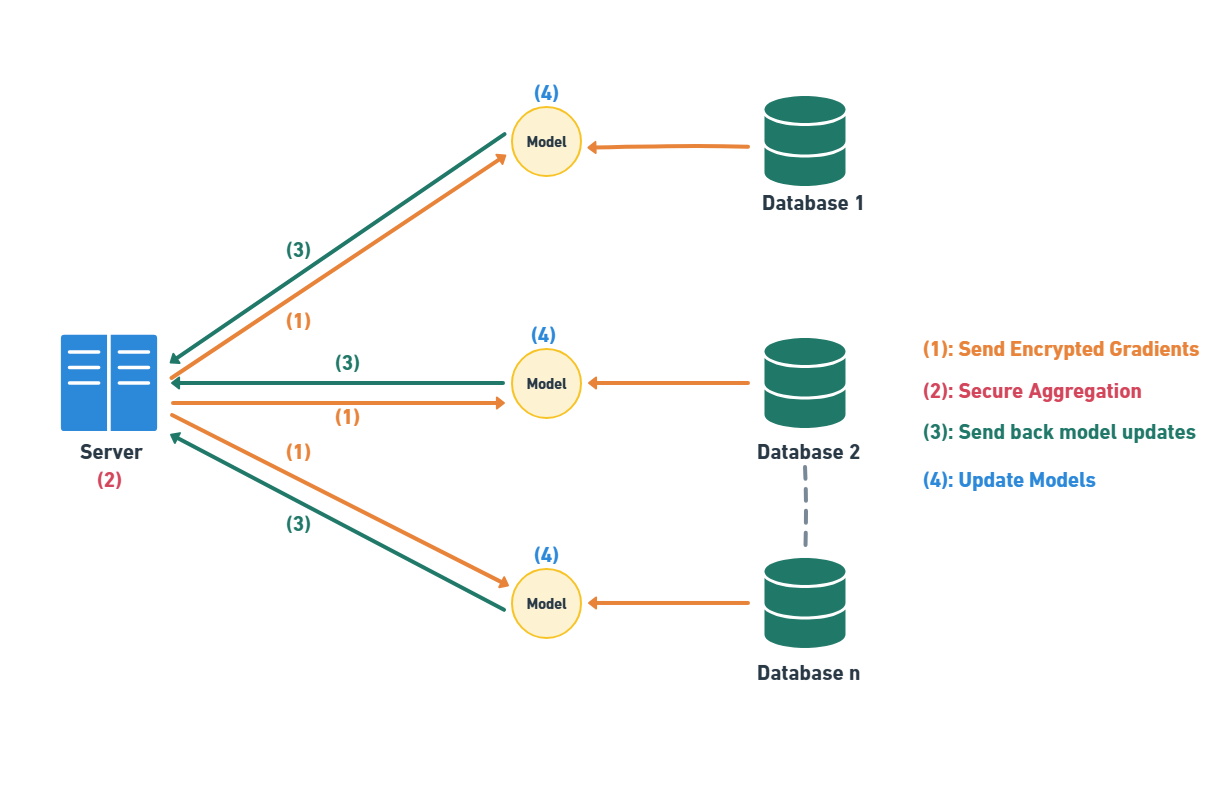 (4)
Model
Database 1
(3)
(1)
(4)
(3)
Model
(1)
Server
(2)
Database 2
(1)
(3)
(4)
Model
Database n
(1): Send Encrypted Gradients
(2): Secure Aggregation
(3): Send back model updates
(4): Update Models